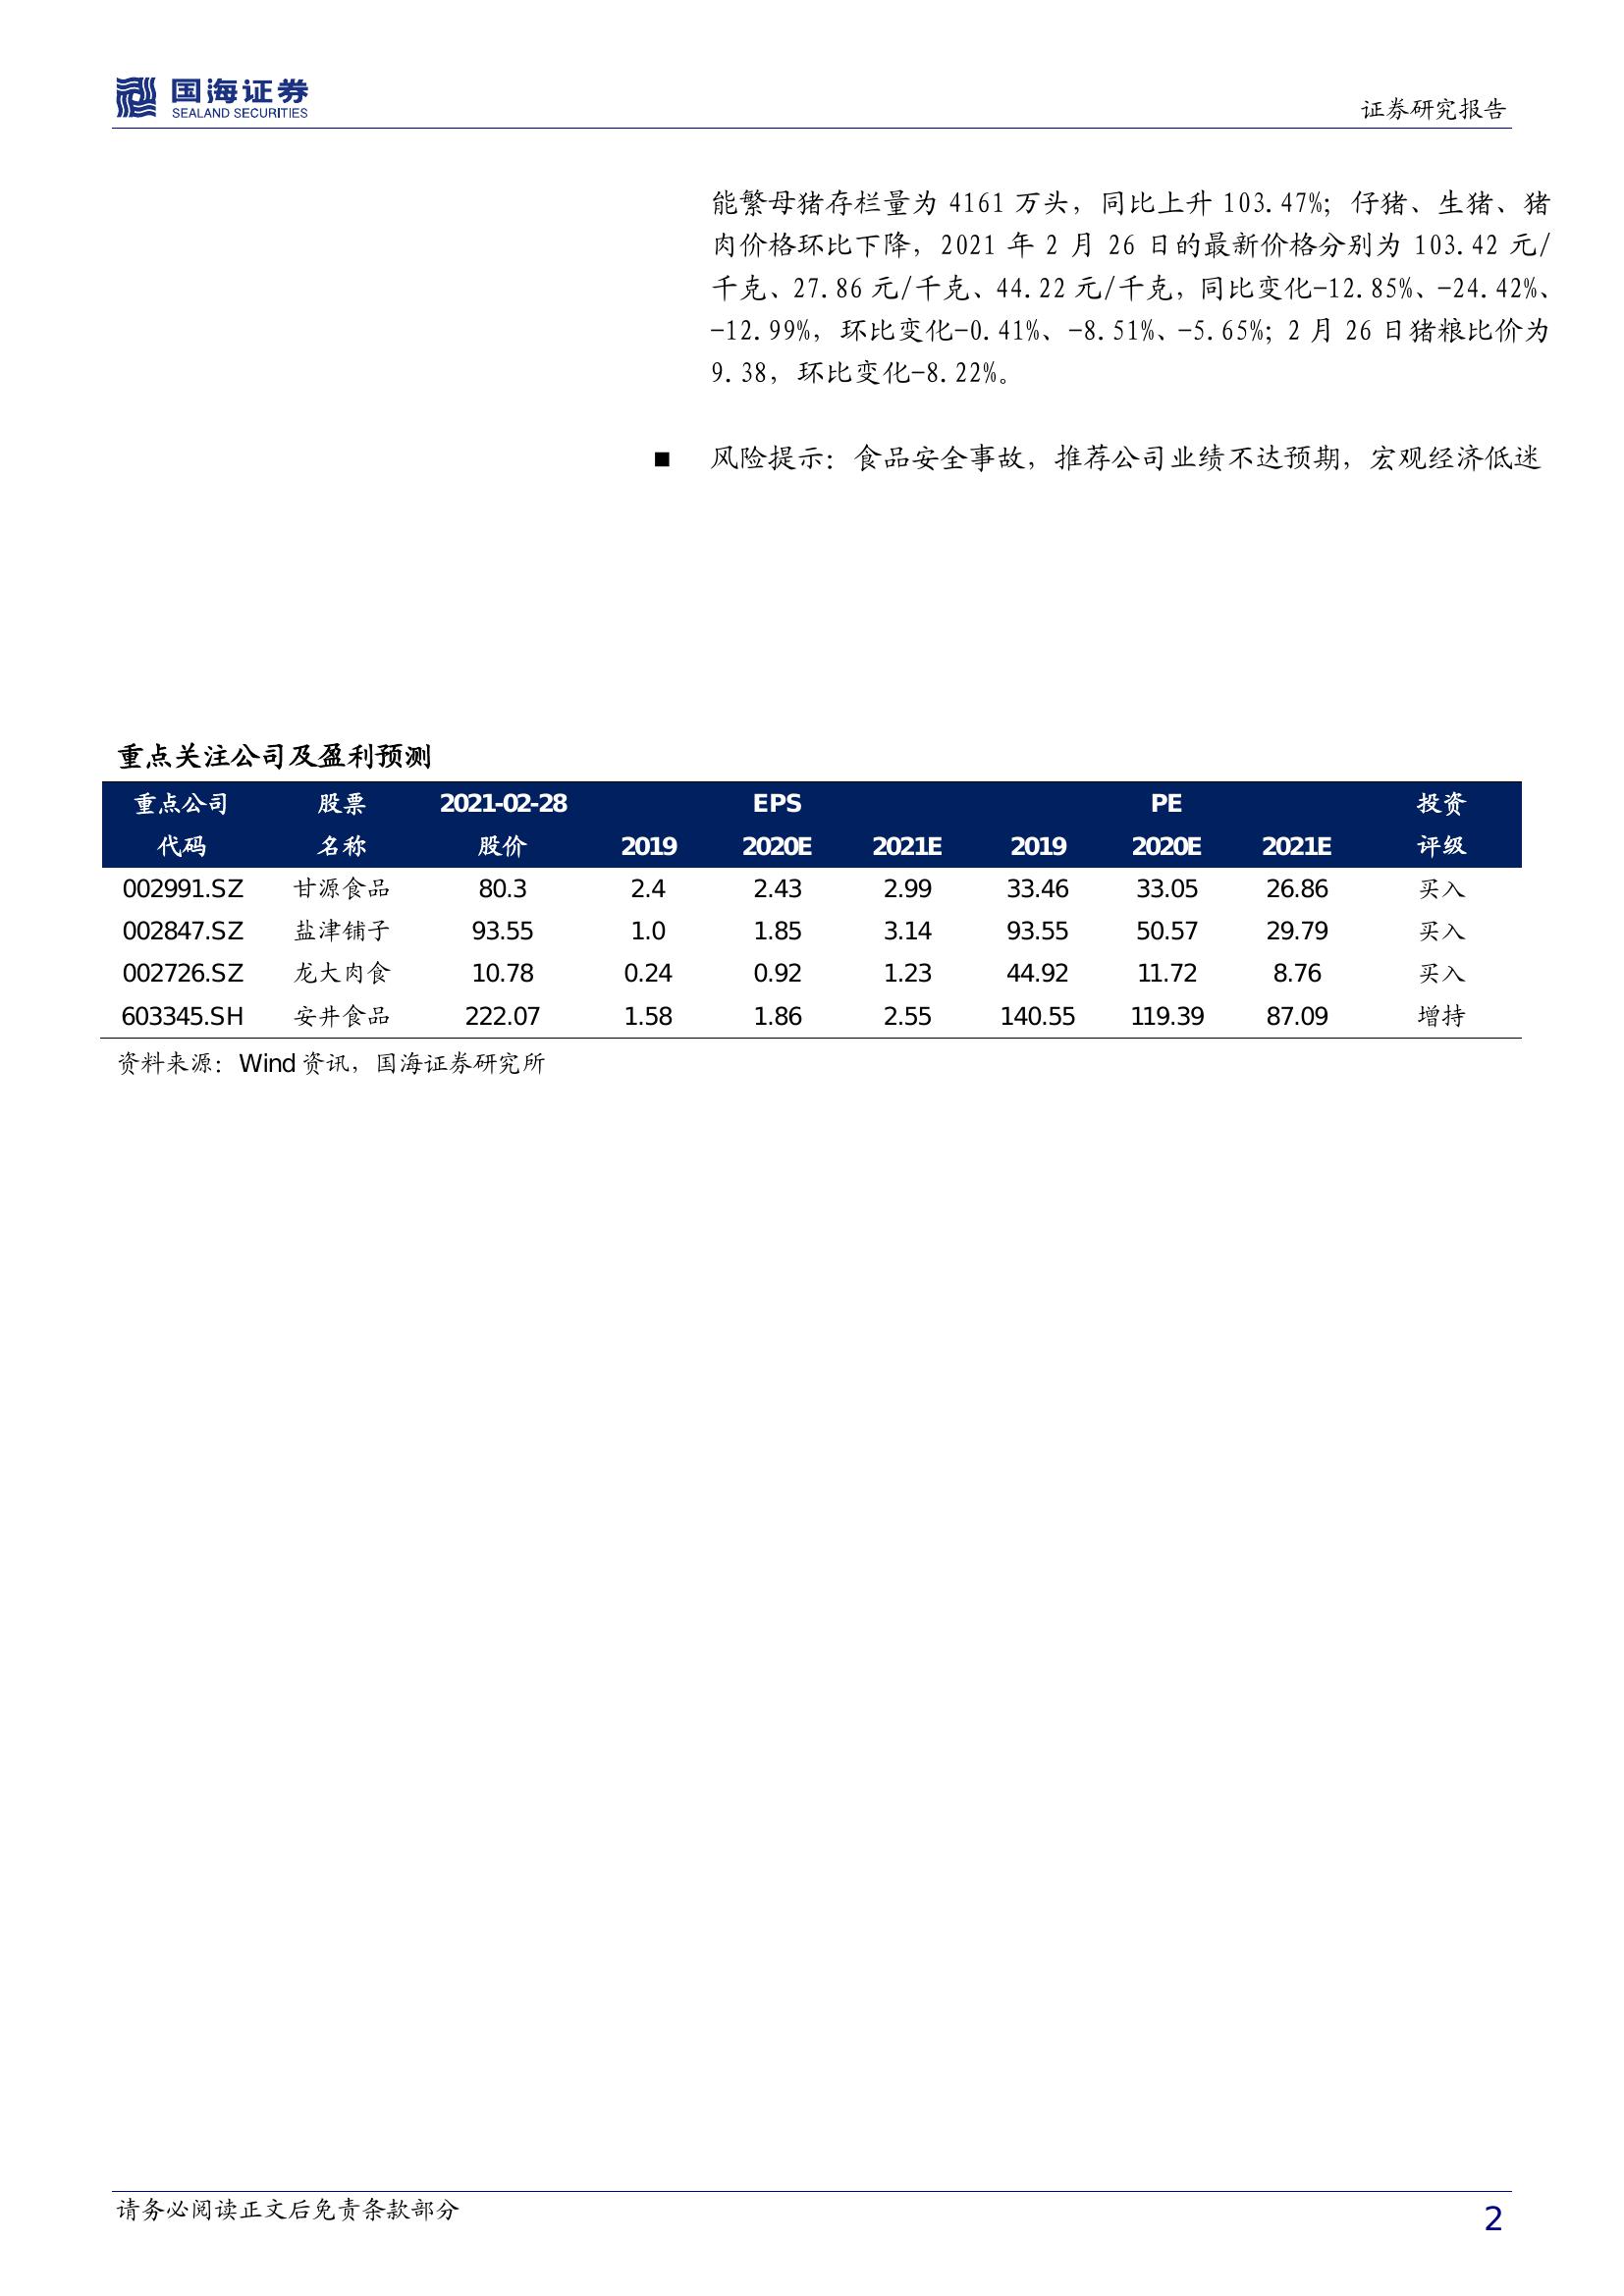 国海证券
SEALAND SECURITIES
证券研究报告
能繁母猪存栏量为 4161 万头，同比上升 103.47%；仔猪、生猪、猪
肉价格环比下降，2021 年 2 月 26 日的最新价格分别为 103.42 元/
千克、27.86 元/千克、44.22 元/千克，同比变化-12.85%、-24.42%、
-12.99%，环比变化-0.41%、-8.51%、-5.65%；2 月 26 日猪粮比价为
9.38，环比变化-8.22%。
■ 风险提示：食品安全事故，推荐公司业绩不达预期，宏观经济低迷
重点关注公司及盈利预测
重点公司 股票 2021-02-28 EPS PE 投资
代码 名称 股价 2019 2020E 2021E 2019 2020E 2021E 评级
002991.SZ 甘源食品 80.3 2.4 2.43 2.99 33.46 33.05 26.86 买入
002847.SZ 盐津铺子 93.55 1.0 1.85 3.14 93.55 50.57 29.79 买入
002726.SZ 龙大肉食 10.78 0.24 0.92 1.23 44.92 11.72 8.76 买入
603345.SH 安井食品 222.07 1.58 1.86 2.55 140.55 119.39 87.09 增持
资料来源：Wind 资讯，国海证券研究所
请务必阅读正文后免责条款部分
2